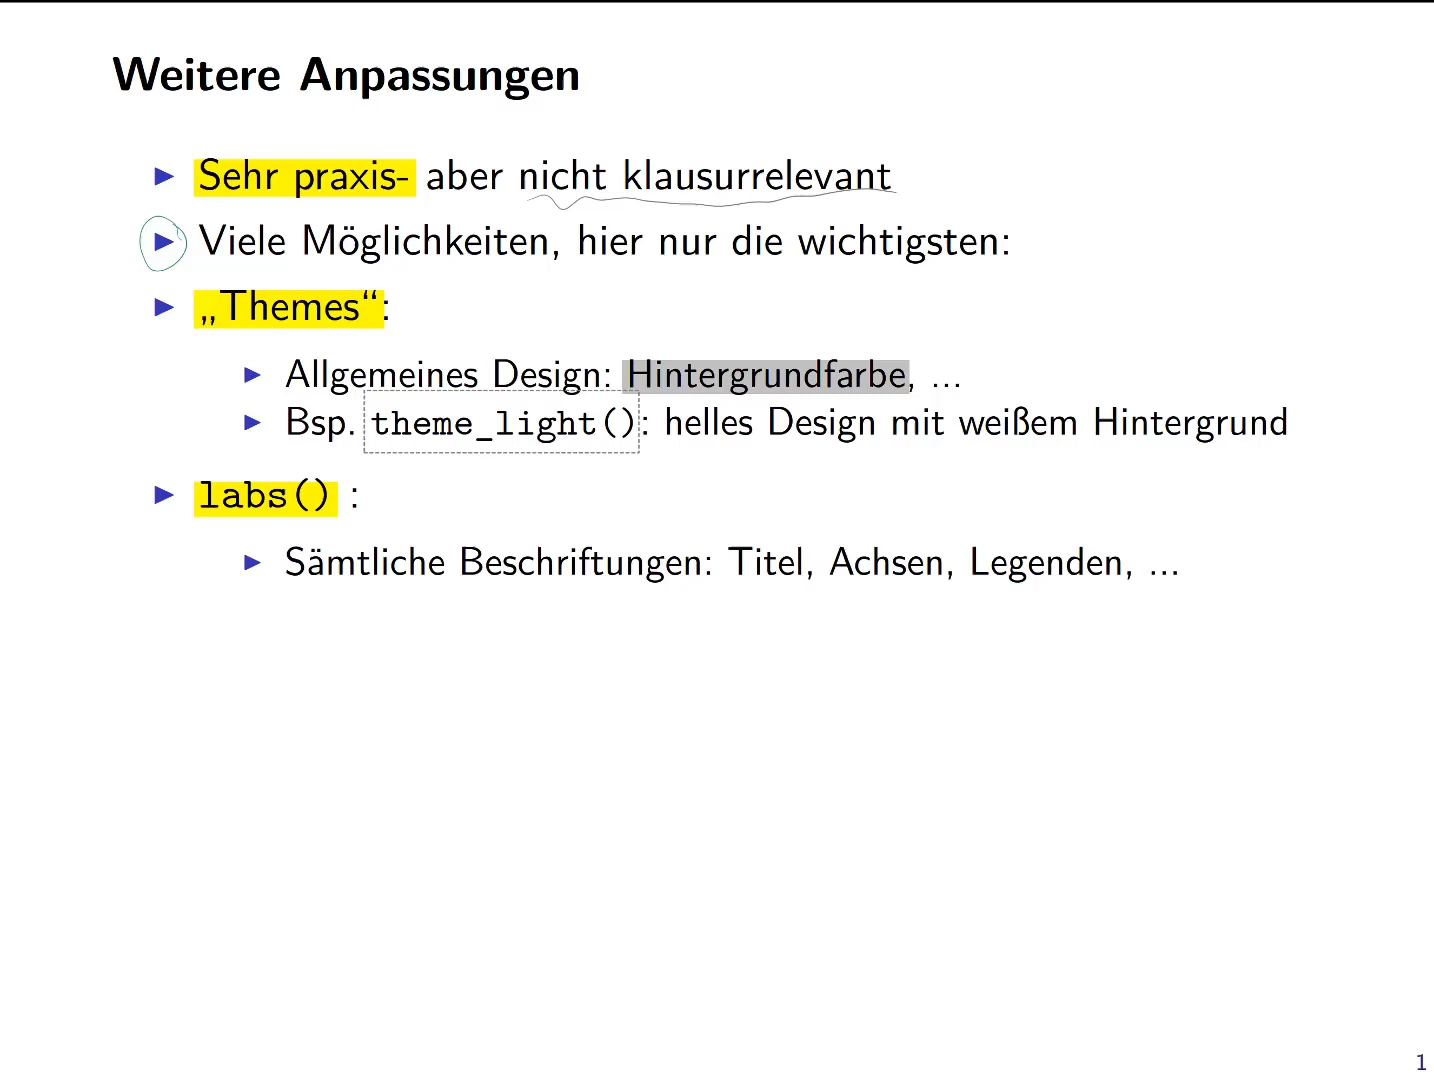 Weitere Anpassungen
Sehr praxis- aber nicht klausurrelevant
Viele Möglichkeiten, hier nur die wichtigsten:
„Themes“:
Allgemeines Design: Hintergrundfarbe, ...
Bsp. theme_light(): helles Design mit weißem Hintergrund
labs() :
Sämtliche Beschriftungen: Titel, Achsen, Legenden, ...
1